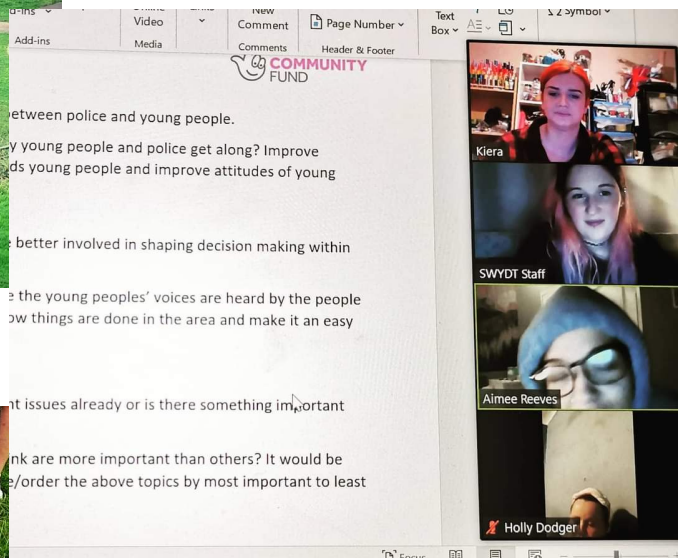 Video
New
Comment
Page Number
Text
Box
Symbol
Add-ins
Media
Comments
Header & Footer
COMMUNITY
FUND
between police and young people.
y young people and police get along? Improve
ds young people and improve attitudes of young
better involved in shaping decision making within
e the young peoples' voices are heard by the people
ow things are done in the area and make it an easy
nt issues already or is there something important
nk are more important than others? It would be
e/order the above topics by most important to least
Kiera
SWYDT Staff
Aimee Reeves
Holly Dodger
Focus